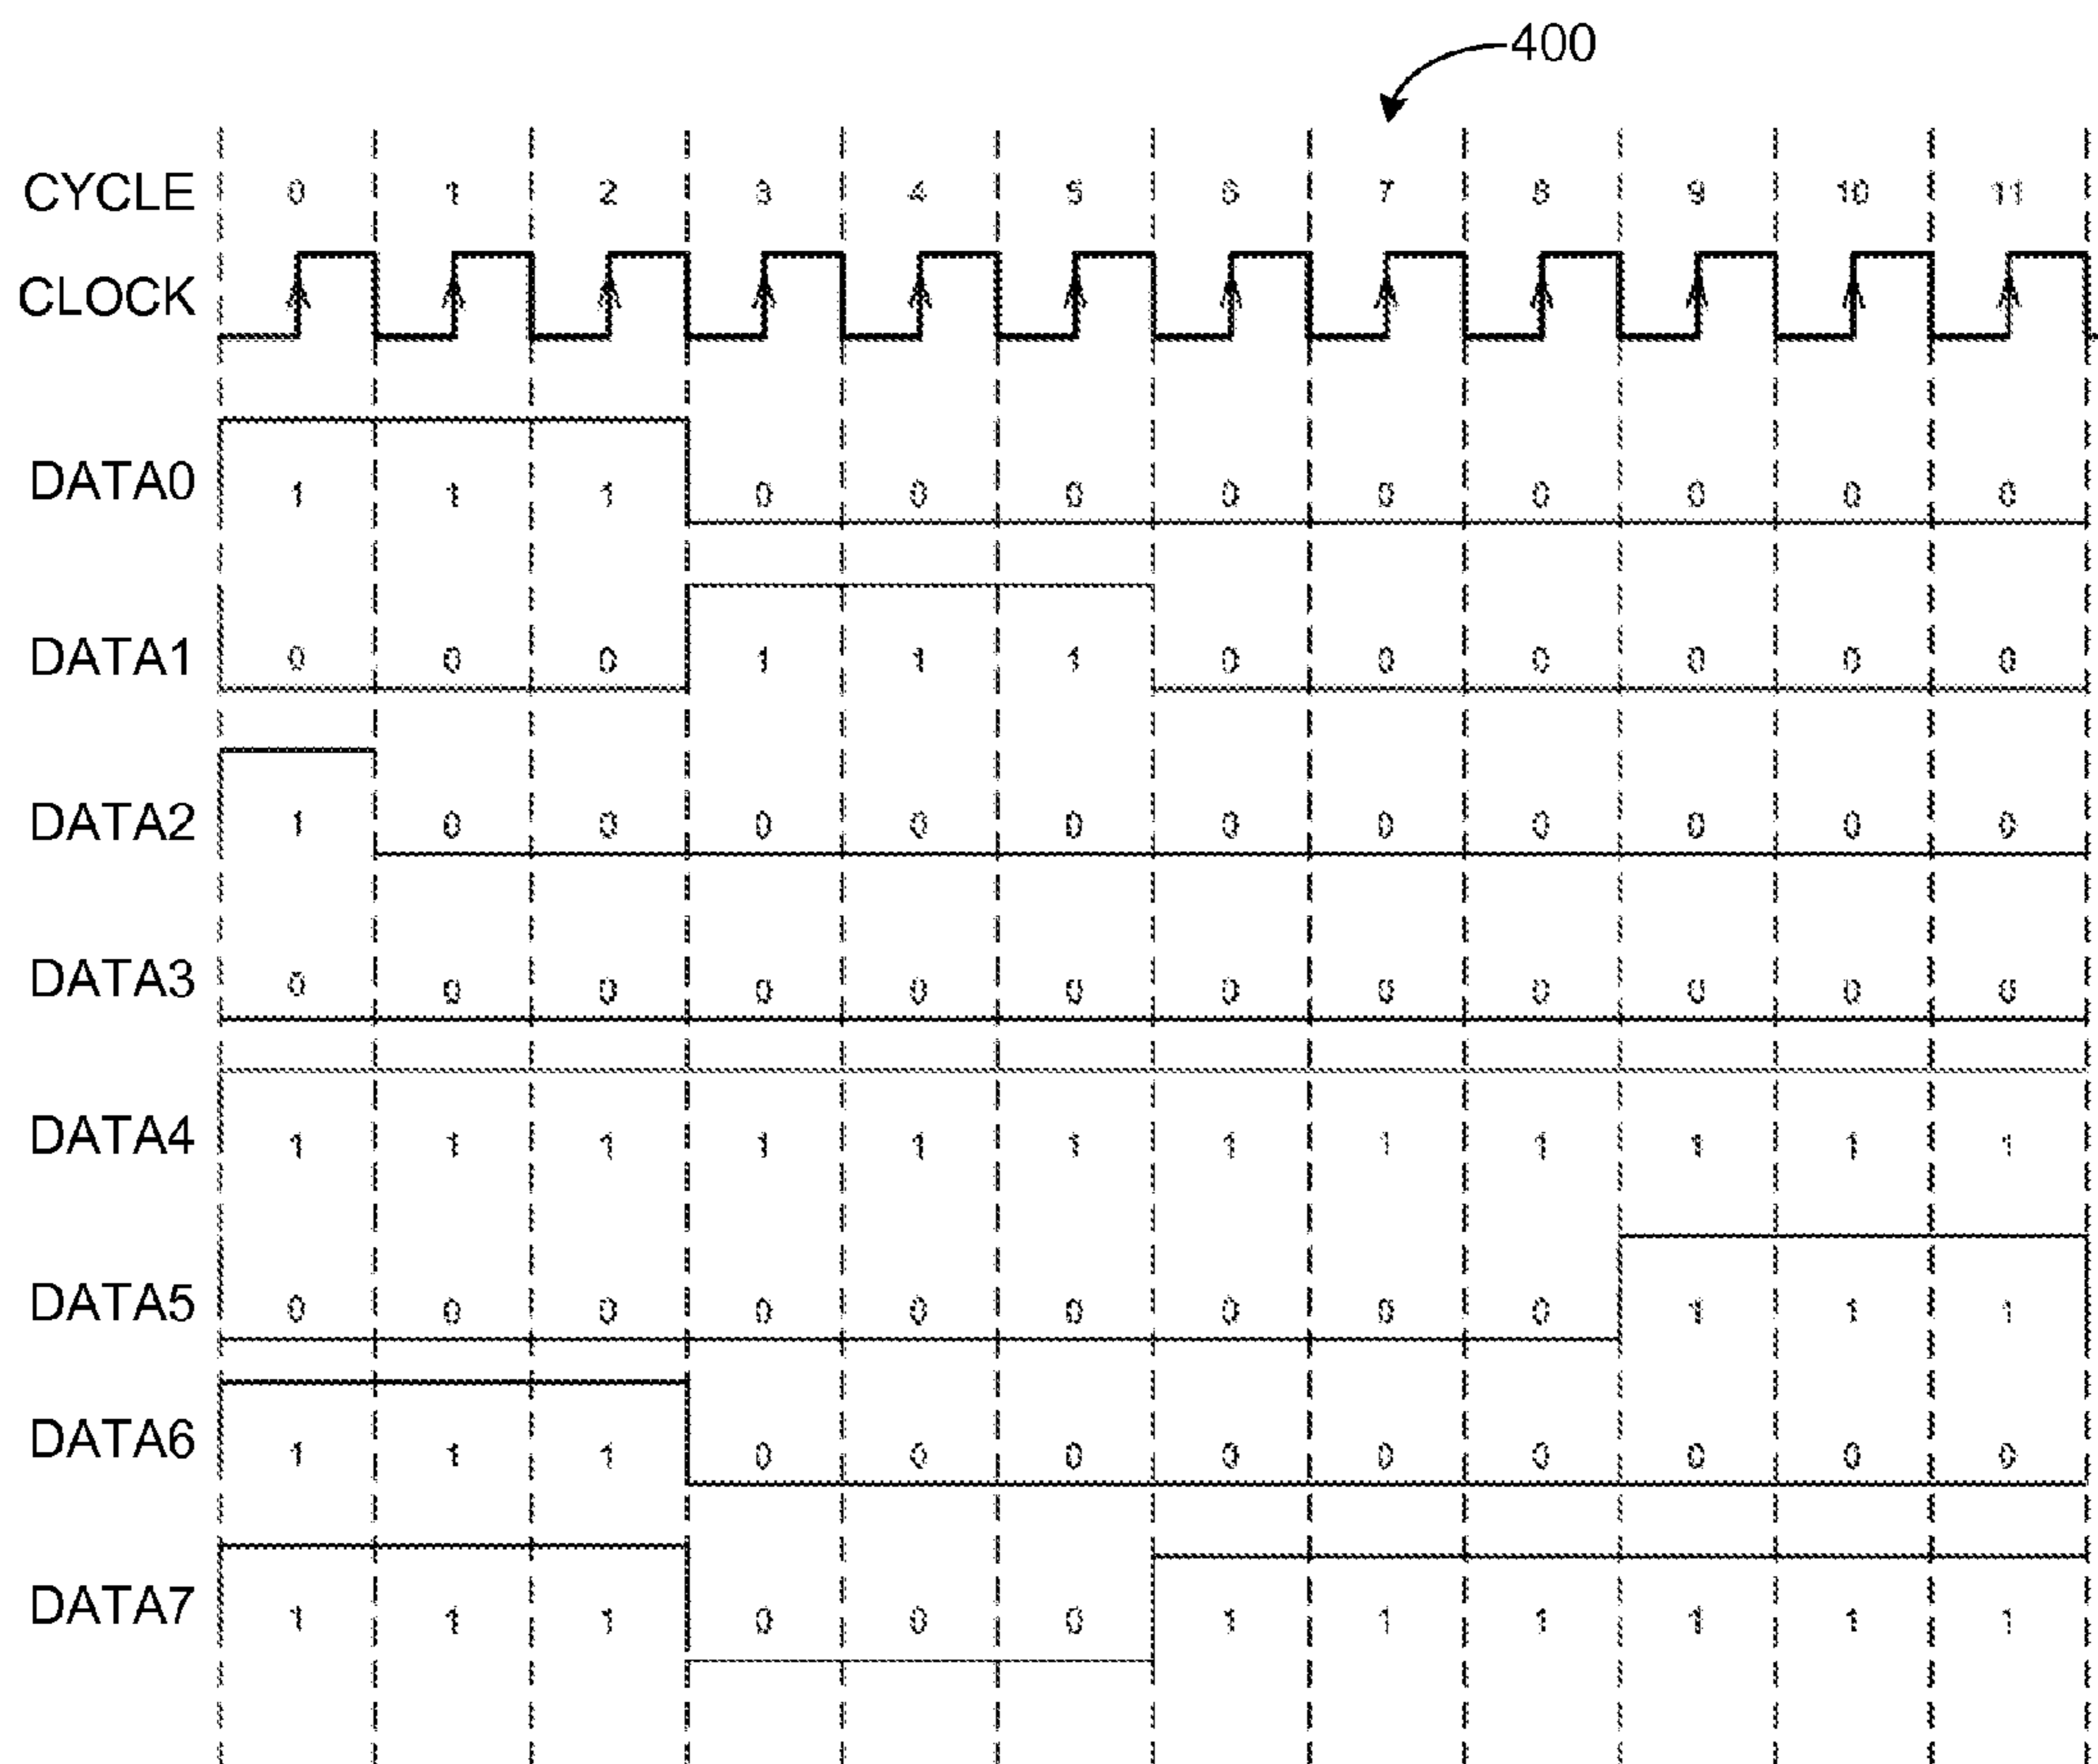 400
CYCLE 0 1 2 3 4 5 6 7 8 9 10 11
CLOCK
DATA0 1 1 1 0 0 0 0 0 0 0 0 0
DATA1 0 0 0 1 1 1 0 0 0 0 0 0
DATA2 1 0 0 0 0 0 0 0 0 0 0 0
DATA3 0 0 0 0 0 0 0 0 0 0 0 0
DATA4 1 1 1 1 1 1 1 1 1 1 1 1
DATA5 0 0 0 0 0 0 0 0 0 1 1 1
DATA6 1 1 1 0 0 0 0 0 0 0 0 0
DATA7 1 1 1 0 0 0 1 1 1 1 1 1